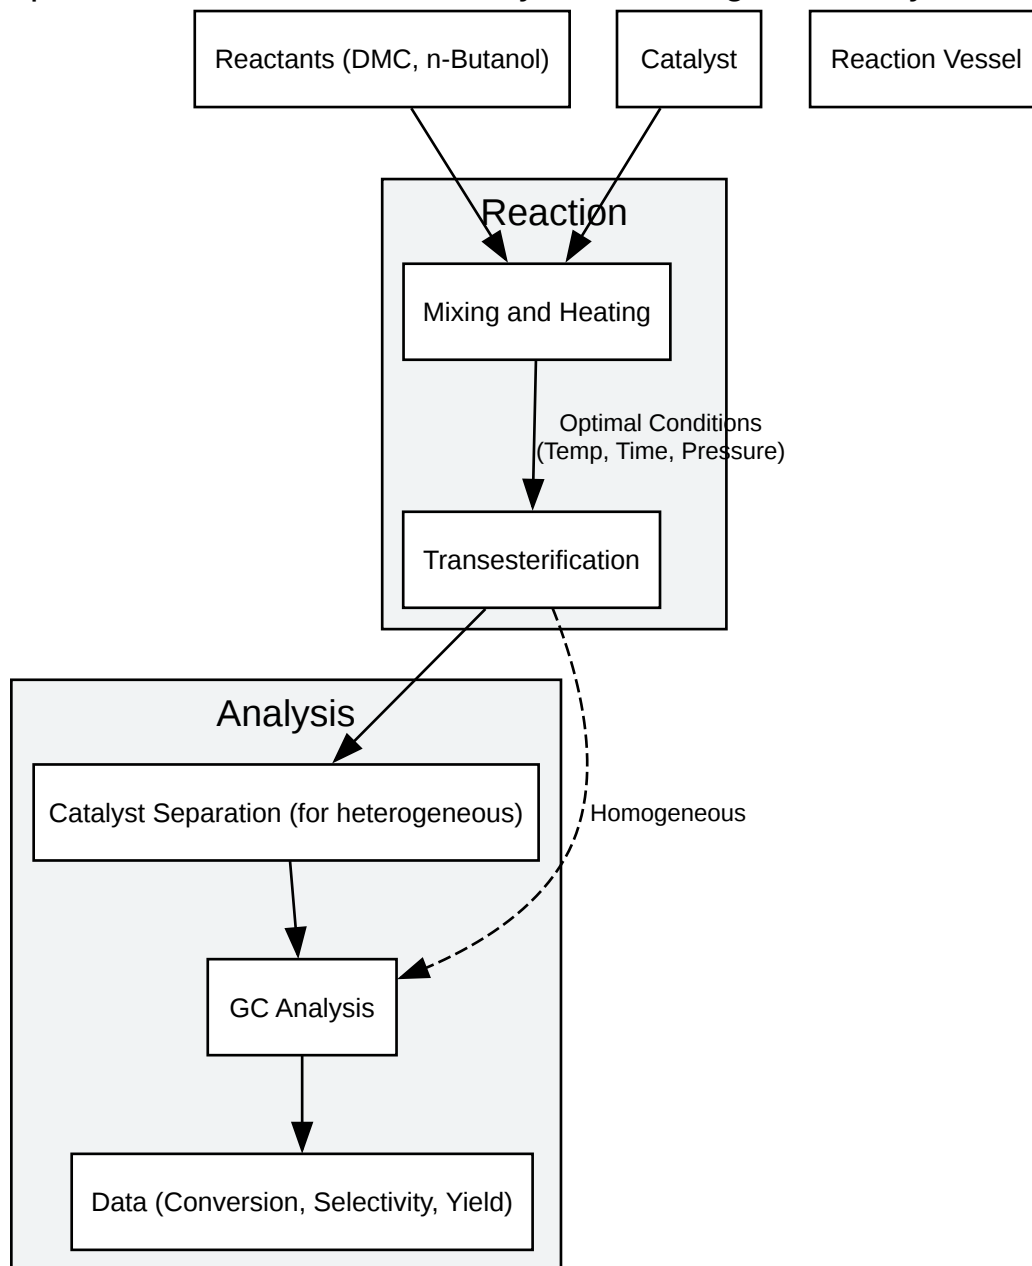 Reactants (DMC, n-Butanol)
Catalyst
Reaction Vessel
Reaction
Mixing and Heating
Optimal Conditions
(Temp, Time, Pressure)
Transesterification
Analysis
Catalyst Separation (for heterogeneous)
Homogeneous
GC Analysis
Data (Conversion, Selectivity, Yield)